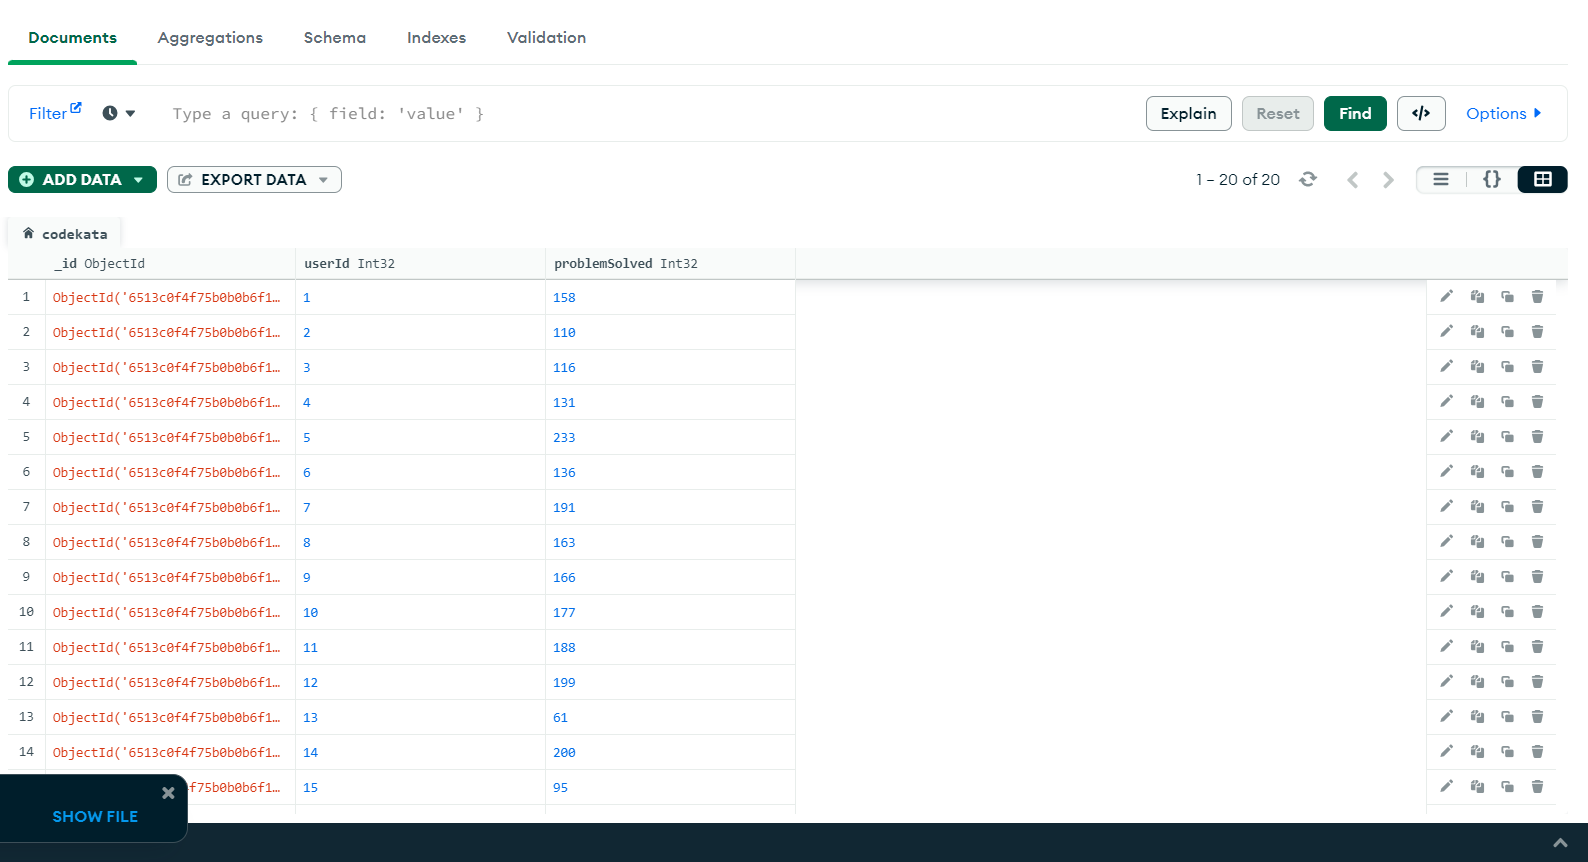 Documents Aggregations Schema Indexes Validation
Filter Type a query: { field: 'value' } Explain Reset Find </> Options
ADD DATA EXPORT DATA 1 – 20 of 20 {}
codekata
_id ObjectId userId Int32 problemSolved Int32
1 ObjectId('6513c0f4f75b0b0b6f1… 1 158
2 ObjectId('6513c0f4f75b0b0b6f1… 2 110
3 ObjectId('6513c0f4f75b0b0b6f1… 3 116
4 ObjectId('6513c0f4f75b0b0b6f1… 4 131
5 ObjectId('6513c0f4f75b0b0b6f1… 5 233
6 ObjectId('6513c0f4f75b0b0b6f1… 6 136
7 ObjectId('6513c0f4f75b0b0b6f1… 7 191
8 ObjectId('6513c0f4f75b0b0b6f1… 8 163
9 ObjectId('6513c0f4f75b0b0b6f1… 9 166
10 ObjectId('6513c0f4f75b0b0b6f1… 10 177
11 ObjectId('6513c0f4f75b0b0b6f1… 11 188
12 ObjectId('6513c0f4f75b0b0b6f1… 12 199
13 ObjectId('6513c0f4f75b0b0b6f1… 13 61
14 ObjectId('6513c0f4f75b0b0b6f1… 14 200
f75b0b0b6f1… 15 95
SHOW FILE